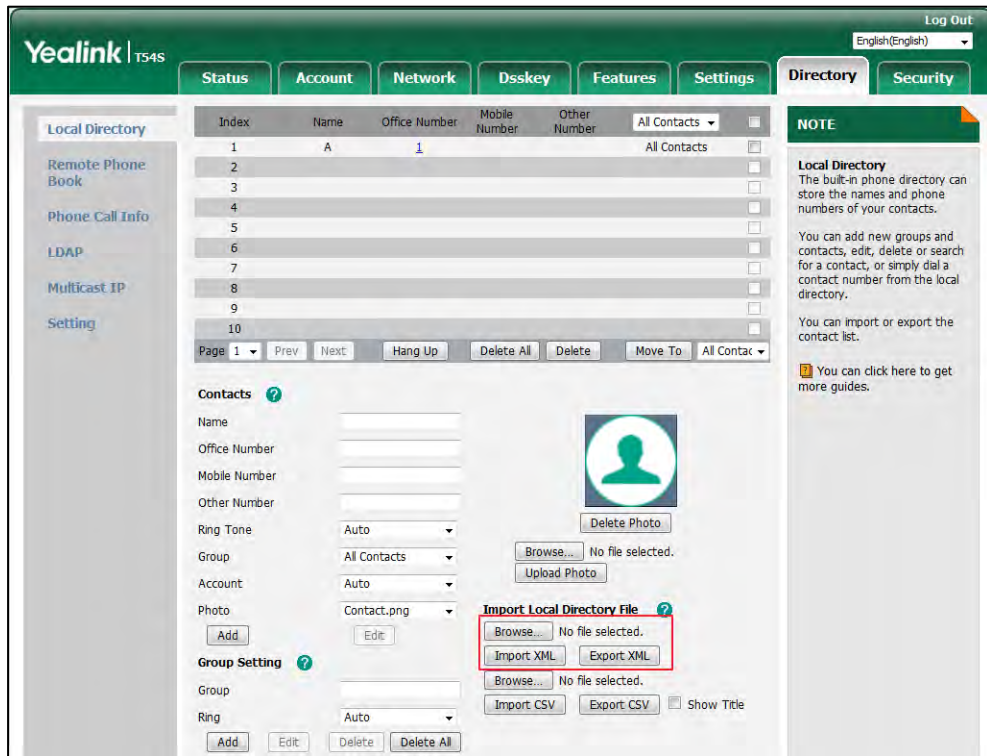 Log Out
Yealink | T54S
English(English)
Status Account Network Dsskey Features Settings Directory Security
Local Directory
Remote Phone
Book
Phone Call Info
LDAP
Multicast IP
Setting
Index Name Office Number Mobile Number Other Number All Contacts
1 A 1 All Contacts
2
3
4
5
6
7
8
9
10
Page 1 Prev Next Hang Up Delete All Delete Move To All Contac
Contacts ?
Name
Office Number
Mobile Number
Other Number
Ring Tone Auto
Group All Contacts
Account Auto
Photo Contact.png
Add Edit
Group Setting ?
Group
Ring Auto
Add Edit Delete Delete All
Delete Photo
Browse... No file selected.
Upload Photo
Import Local Directory File ?
Browse... No file selected.
Import XML Export XML
Browse... No file selected.
Import CSV Export CSV Show Title
NOTE
Local Directory
The built-in phone directory can
store the names and phone
numbers of your contacts.
You can add new groups and
contacts, edit, delete or search
for a contact, or simply dial a
contact number from the local
directory.
You can import or export the
contact list.
? You can click here to get
more guides.